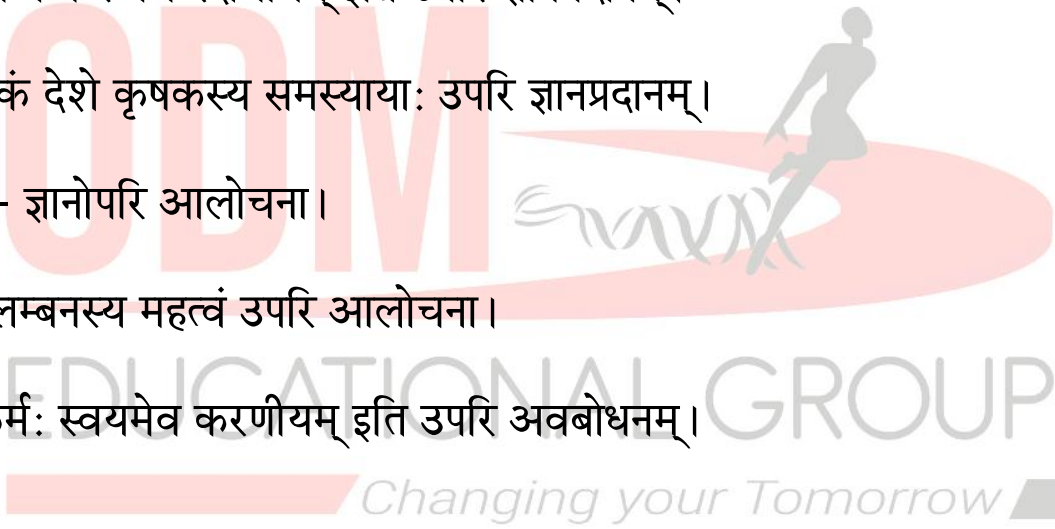 कं देशे कृषकस्य समस्यायाः उपरि ज्ञानप्रदानम्।
- ज्ञानोपरि आलोचना।
लम्बनस्य महत्वं उपरि आलोचना।
स्वयमेव करणीयम् इति उपरि अवबोधनम्।
ODM
EDUCATIONAL GROUP
Changing your Tomorrow